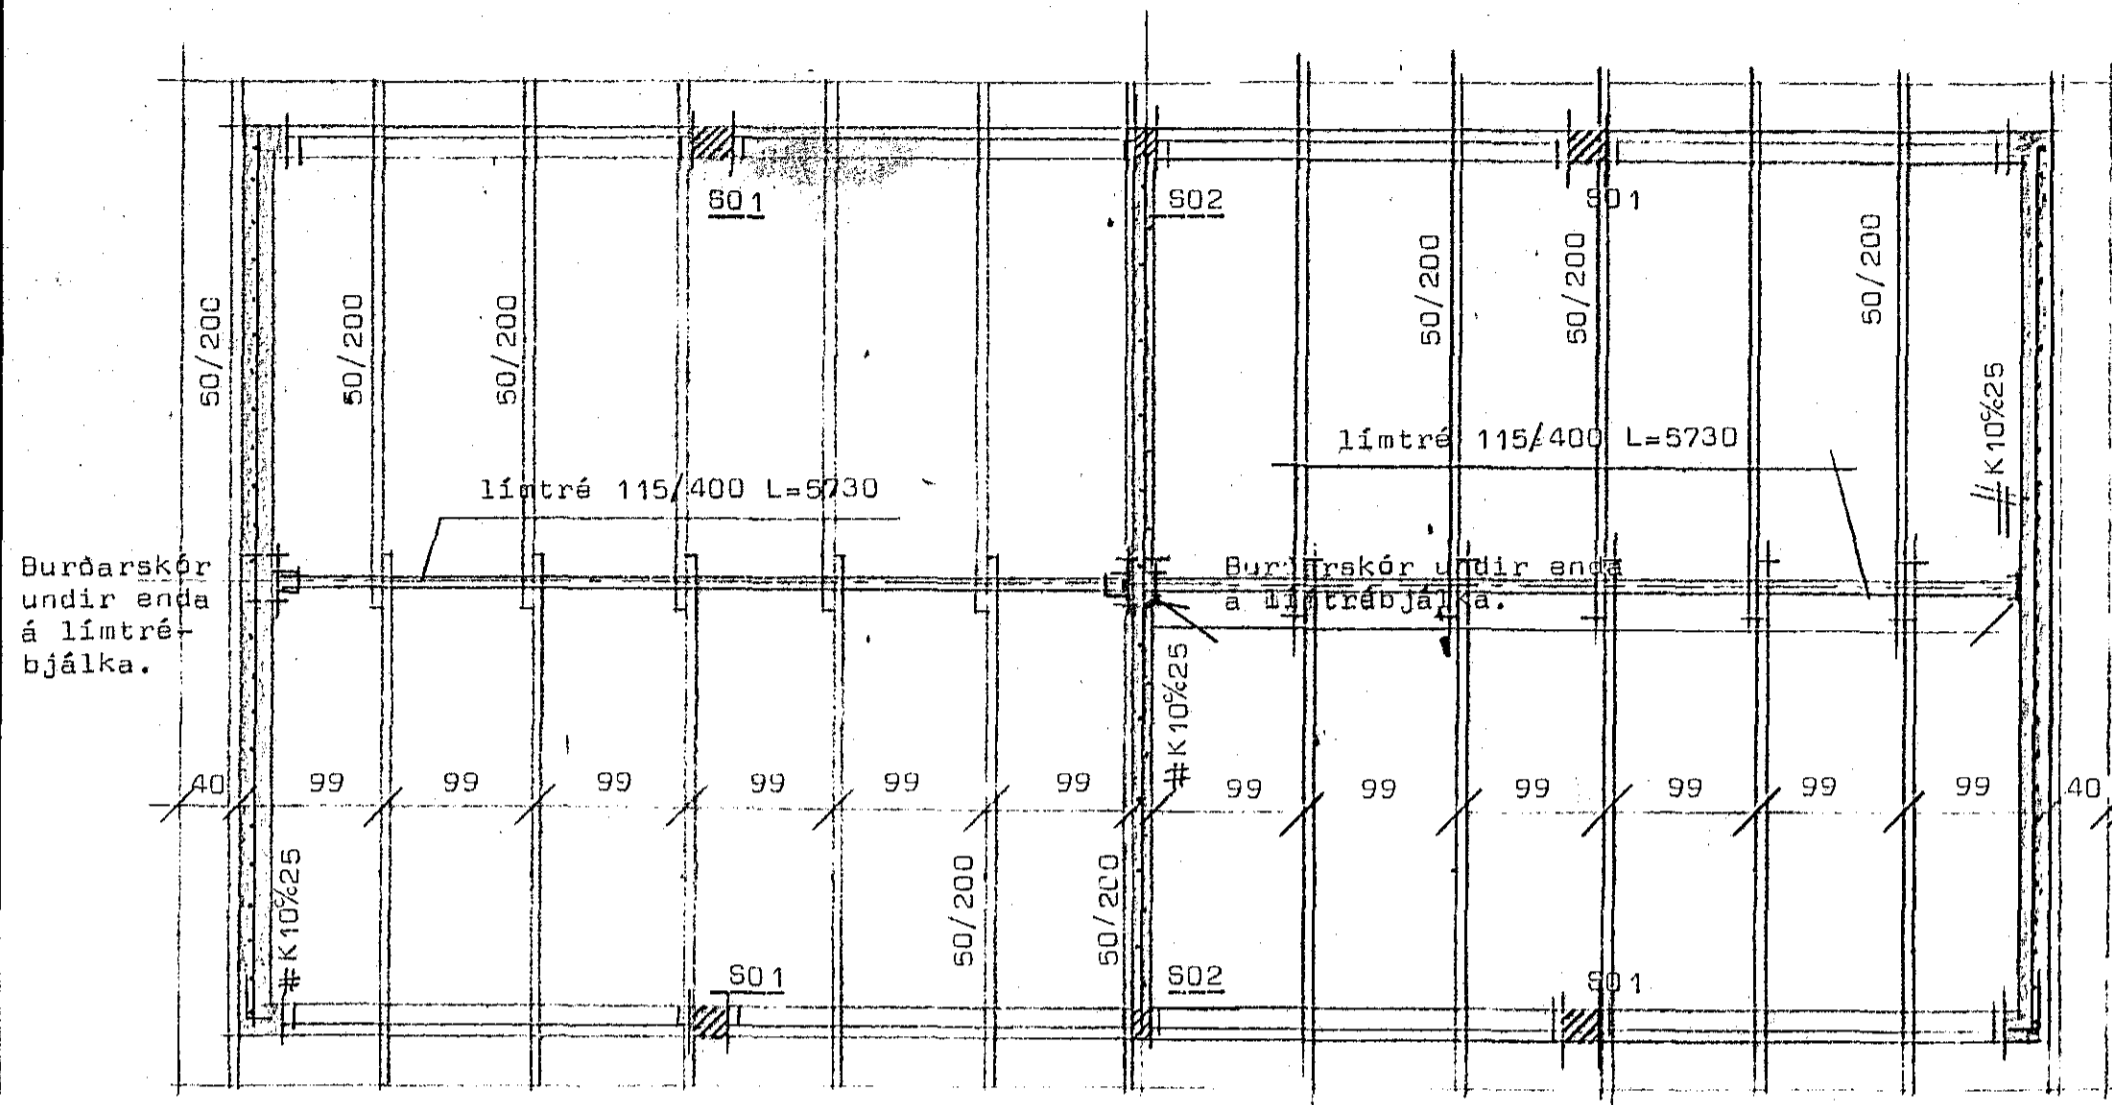 S01
S02
S01
50/200
50/200
50/200
50/200
50/200
50/200
límtré 115/400 L=5730
límtré 115/400 L=5730
#K10%25
Burðarskór
undir enda
á límtré-
bjálka.
Burðarskór undir enda
á límtrébjálka.
#K10%25
40 99 99 99 99 99 99 99 99 99 99 99 99 40
#K10%25
50/200
50/200
S01
S02
S01